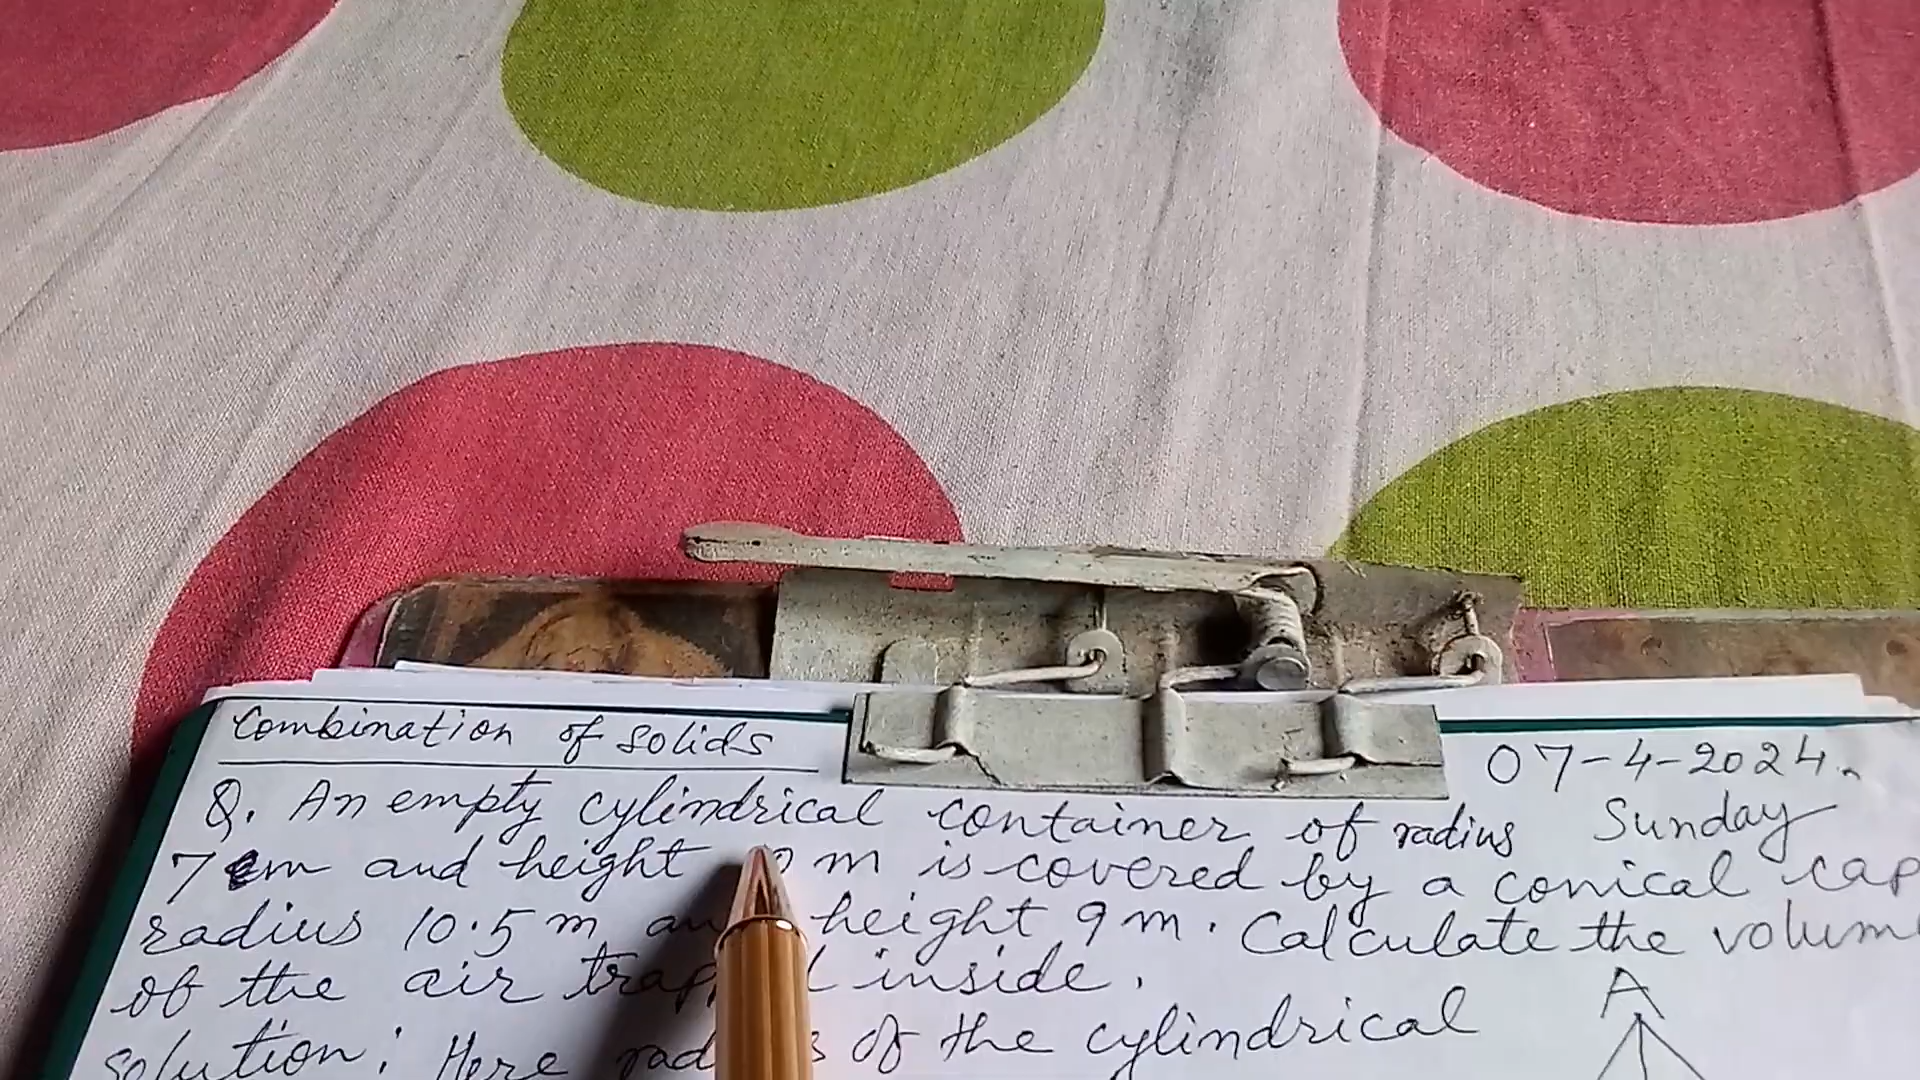 Combination of solids
07-4-2024.
Sunday
Q. An empty cylindrical container of radius
7 m and height m is covered by a conical cap
radius 10.5 m height 9 m. Calculate the volum
of the air inside.
A
solution: Here of the cylindrical